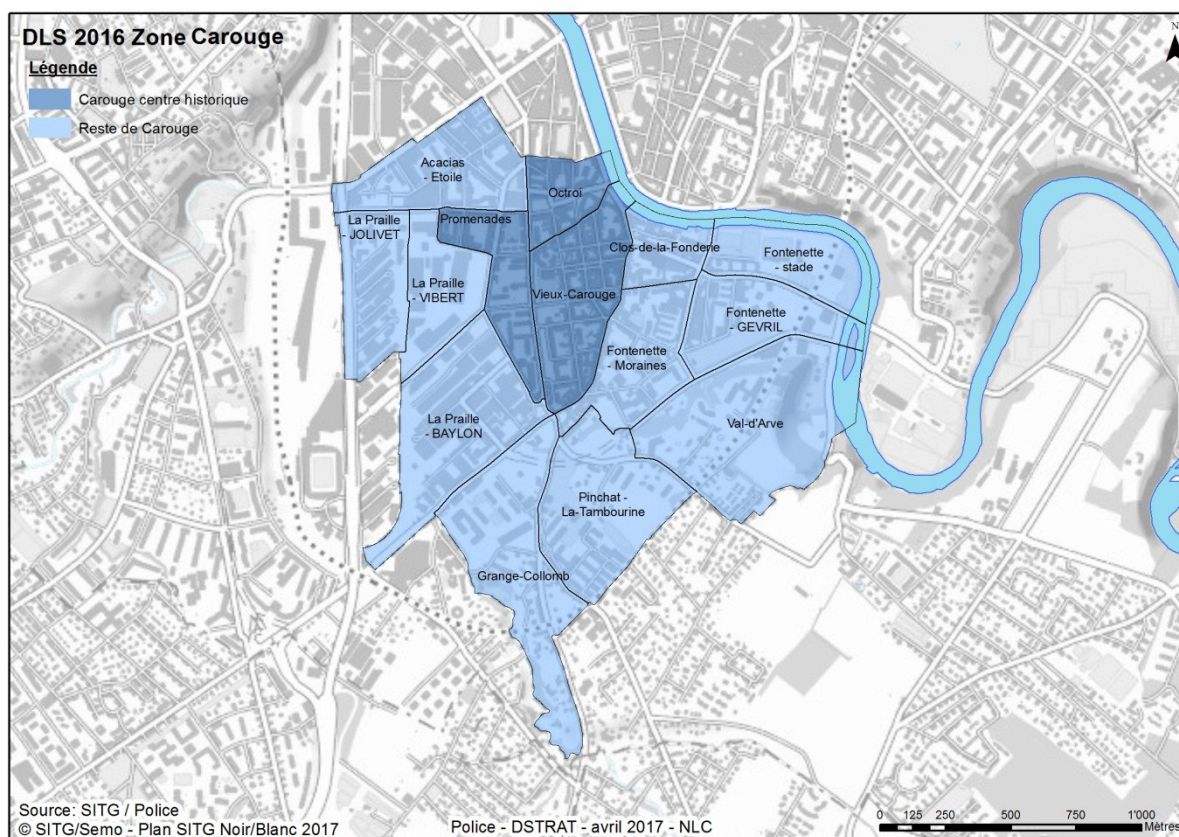 DLS 2016 Zone Carouge
Légende
Carouge centre historique
Reste de Carouge
N
Acacias
- Etoile
Octroi
La Praille
- JOLIVET
Promenades
Clos-de-la-Fonderie
Fontenette
- stade
La Praille
- VIBERT
Vieux-Carouge
Fontenette
- GEVRIL
Fontenette
- Moraines
La Praille
- BAYLON
Val-d'Arve
Pinchat -
La-Tambourine
Grange-Collomb
Source: SITG / Police
© SITG/Semo - Plan SITG Noir/Blanc 2017
Police - DSTRAT - avril 2017 - NLC
0 125 250 500 750 1'000
Mètres